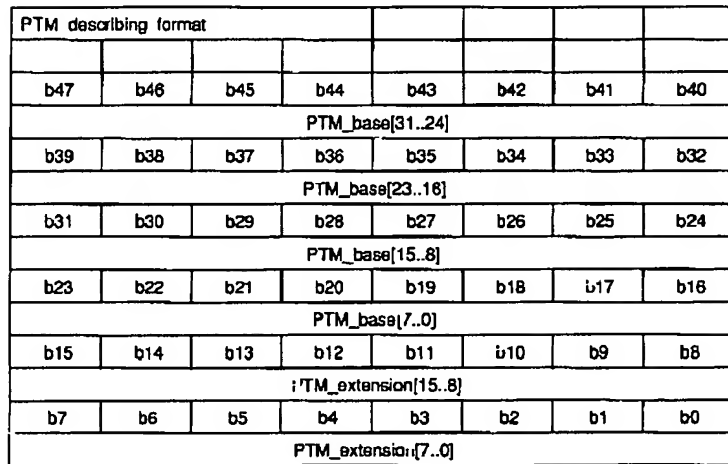 PTM describing format
b47 b46 b45 b44 b43 b42 b41 b40
PTM_base[31..24]
b39 b38 b37 b36 b35 b34 b33 b32
PTM_base[23..16]
b31 b30 b29 b28 b27 b26 b25 b24
PTM_base[15..8]
b23 b22 b21 b20 b19 b18 b17 b16
PTM_base[7..0]
b15 b14 b13 b12 b11 b10 b9 b8
PTM_extension[15..8]
b7 b6 b5 b4 b3 b2 b1 b0
PTM_extension[7..0]